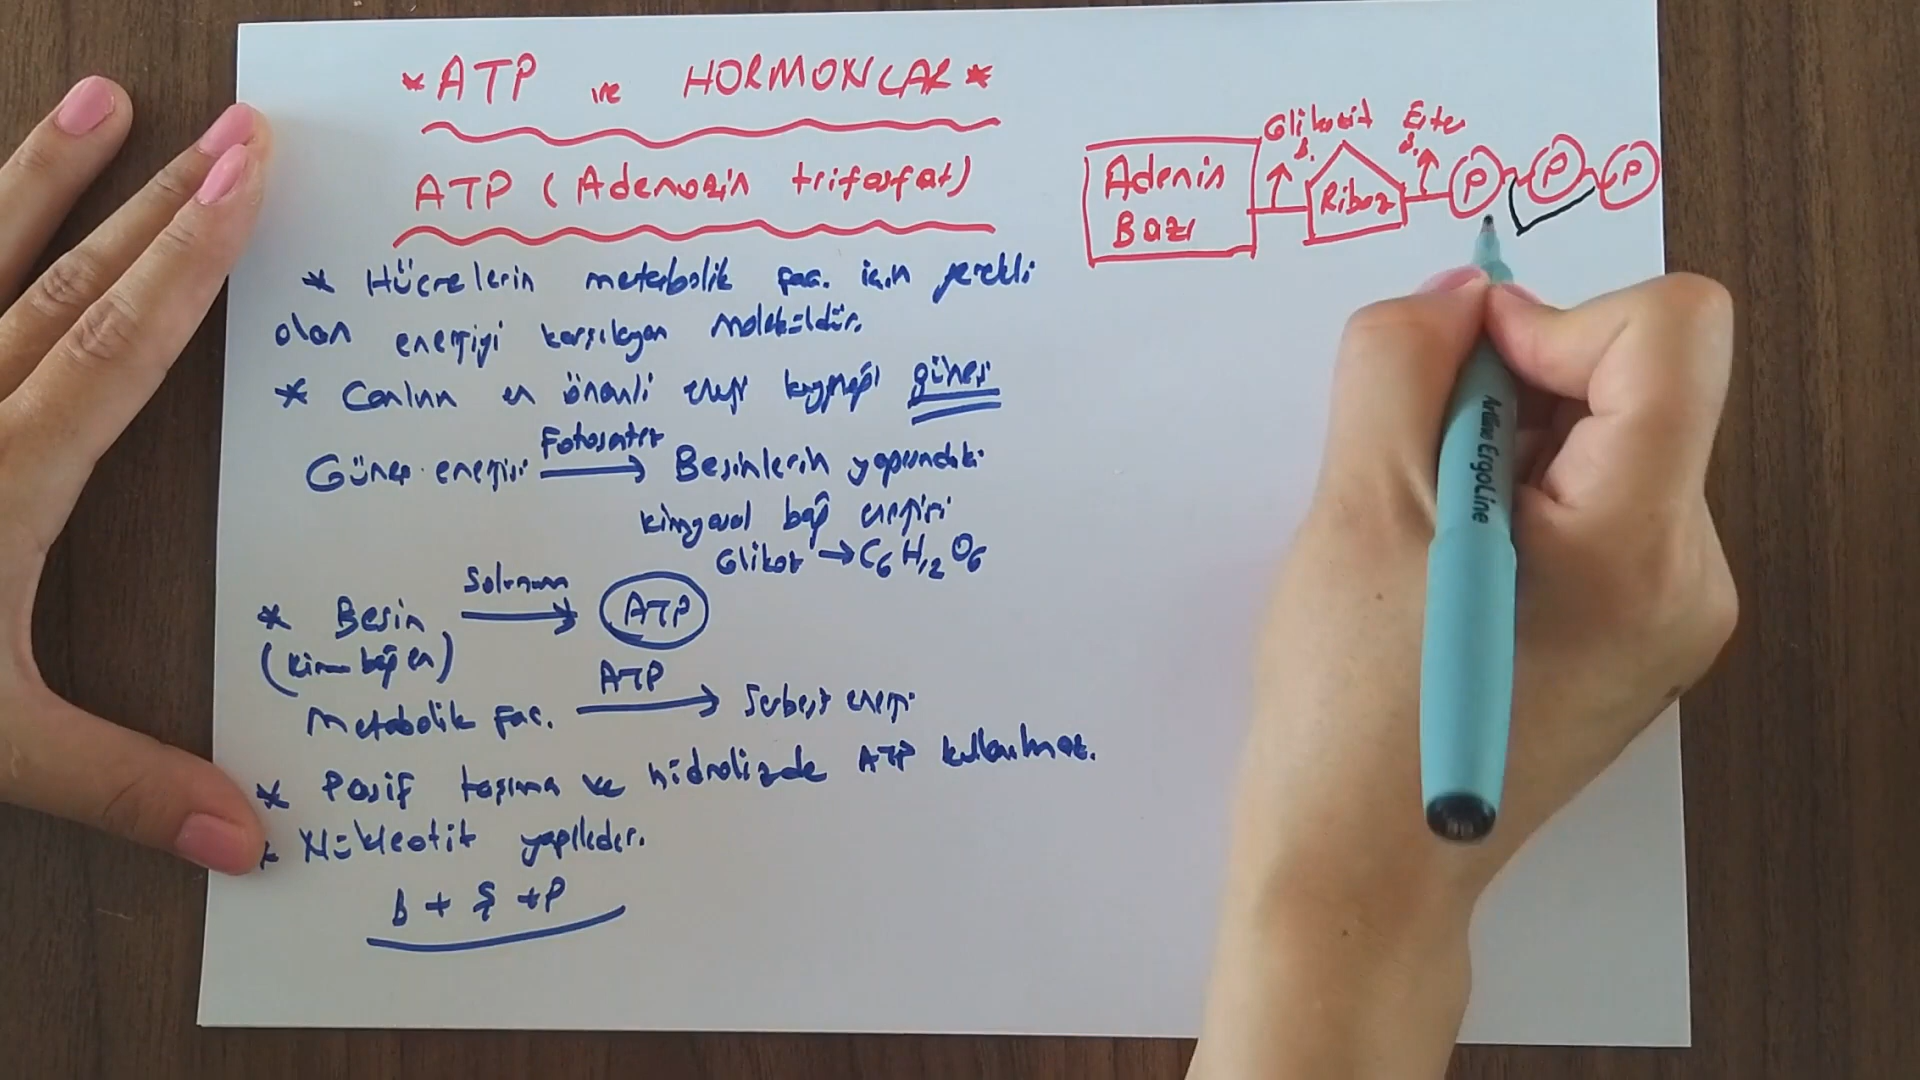 *ATP ve HORMONLAR*
ATP (Adenozin trifosfat)
* Hücrelerin metabolik faa. için gerekli
olan enerjiyi karşılayan moleküldür.
* Canlının en önemli enerji kaynağı güneş
Güneş enerjisi Fotosentez → Besinlerin yapısındaki
kimyasal bağ enerjisi
Glikoz → C6H12O6
* Besin Solunum → ATP
(kim bağ en)
Metabolik Faa. ATP → Serbest enerji
* Pasif taşıma ve hidrolizde ATP kullanılmaz.
* Nükleotit yapılıdır.
b + ş + P
Glikozit b. Ester b.
Adenin Bazı Riboz P P P
Artline ErgoLine